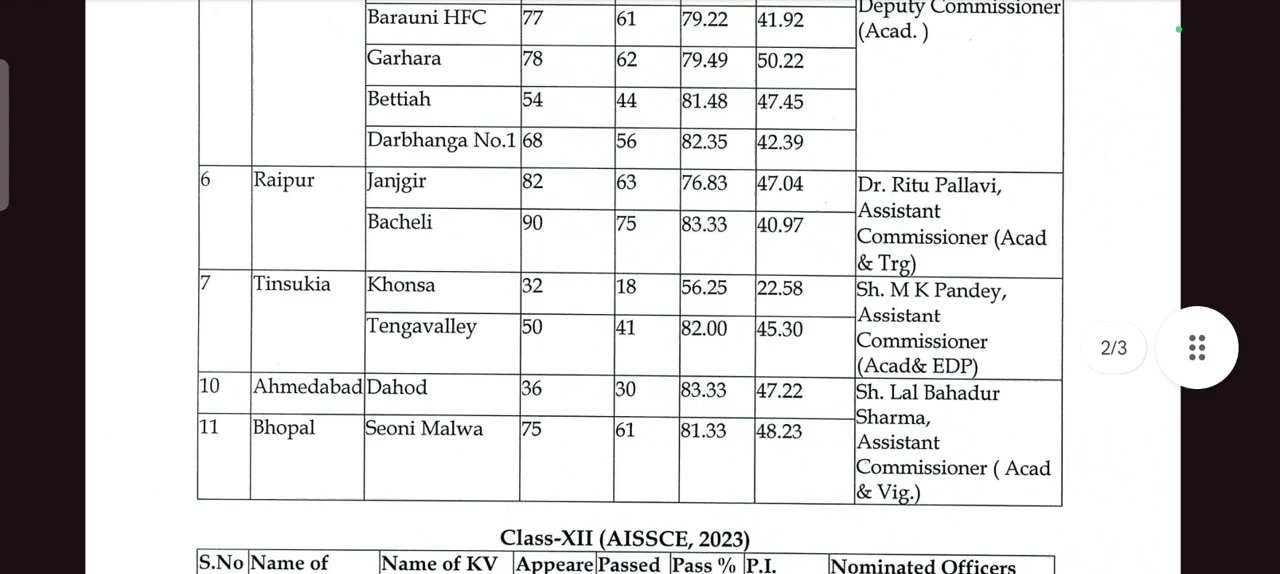 Barauni HFC 77 61 79.22 41.92 Deputy Commissioner
(Acad. )
Garhara 78 62 79.49 50.22
Bettiah 54 44 81.48 47.45
Darbhanga No.1 68 56 82.35 42.39
6 Raipur Janjgir 82 63 76.83 47.04 Dr. Ritu Pallavi,
Assistant
Bacheli 90 75 83.33 40.97 Commissioner (Acad
& Trg)
7 Tinsukia Khonsa 32 18 56.25 22.58 Sh. M K Pandey,
Assistant
Tengavalley 50 41 82.00 45.30 Commissioner
(Acad& EDP)
10 Ahmedabad Dahod 36 30 83.33 47.22 Sh. Lal Bahadur
Sharma,
11 Bhopal Seoni Malwa 75 61 81.33 48.23 Assistant
Commissioner ( Acad
& Vig.)
2/3
Class-XII (AISSCE, 2023)
S.No Name of Name of KV Appeare Passed Pass % P.I. Nominated Officers